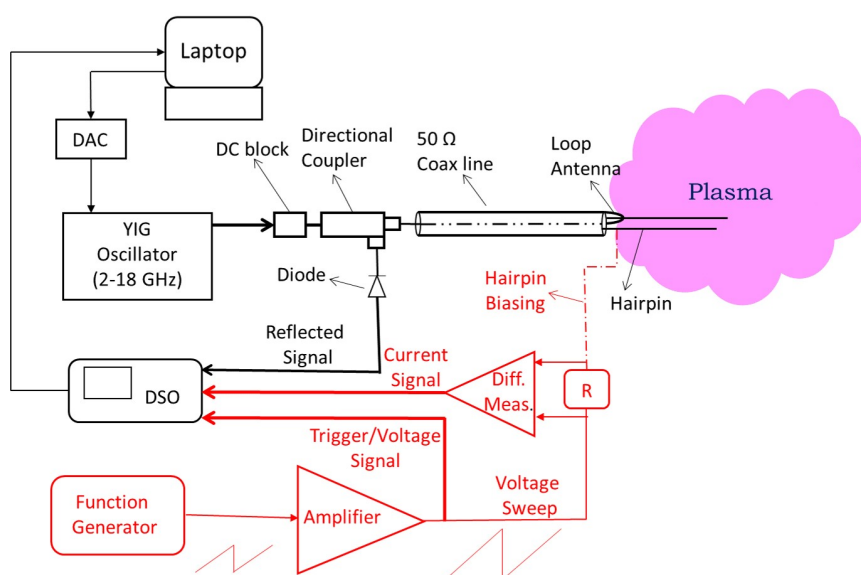 Laptop
DAC
DC block
Directional
Coupler
50 Ω
Coax line
Loop
Antenna
Plasma
YIG
Oscillator
(2-18 GHz)
Diode
Hairpin
Biasing
Hairpin
Reflected
Signal
Current
Signal
Diff.
Meas.
R
DSO
Trigger/Voltage
Signal
Voltage
Sweep
Function
Generator
Amplifier